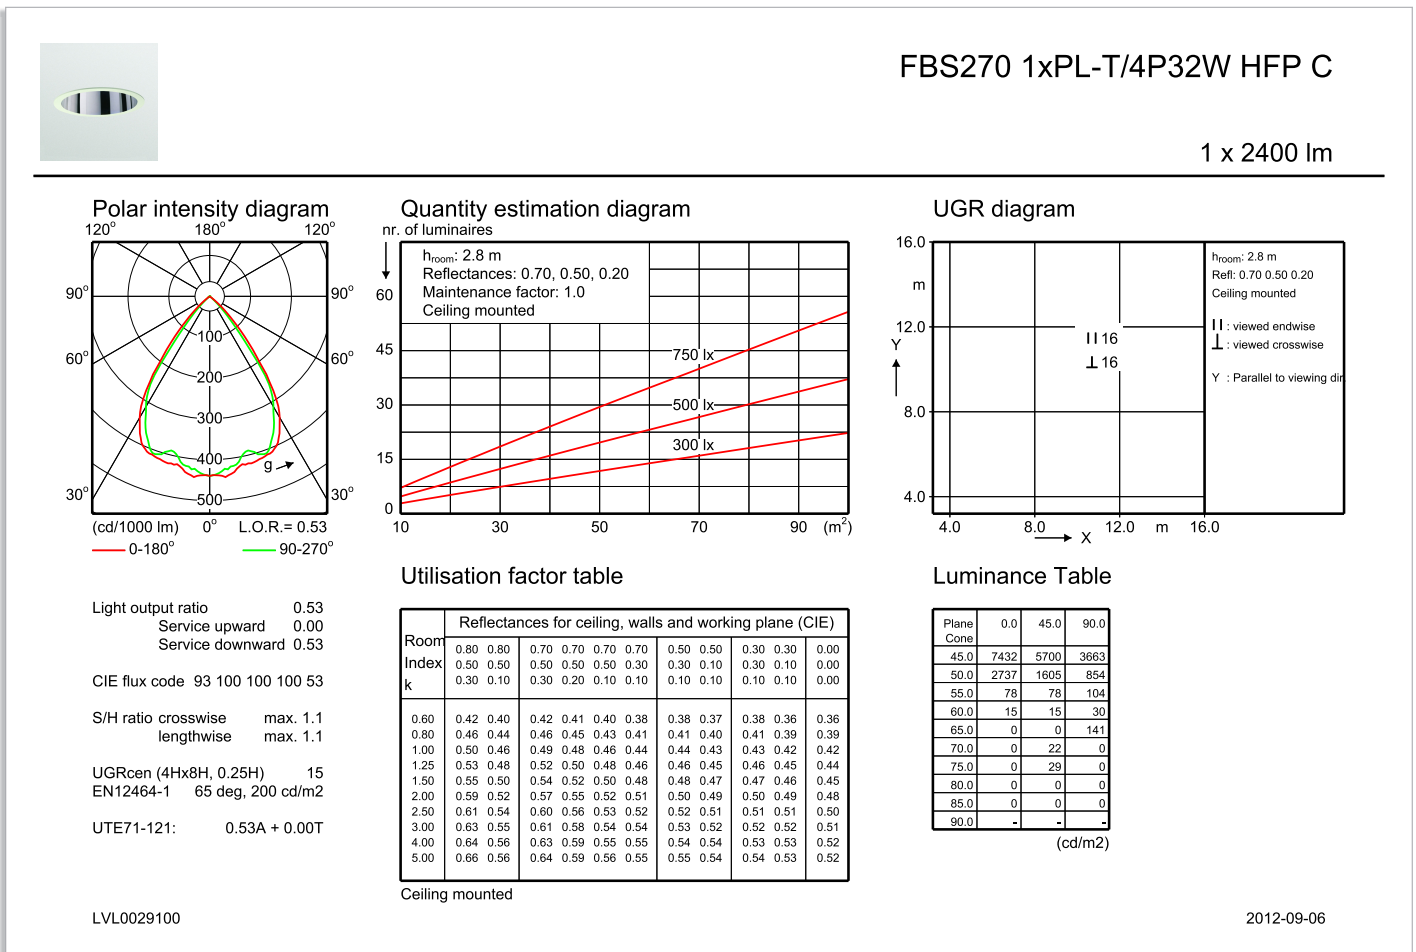 FBS270 1xPL-T/4P32W HFP C
1 x 2400 lm
Polar intensity diagram
120° 180° 120°
90° 90°
60° 60°
30° 30°
100
200
300
400
500
g
(cd/1000 lm) 0° L.O.R.= 0.53
0-180° 90-270°
Quantity estimation diagram
nr. of luminaires
hroom: 2.8 m
Reflectances: 0.70, 0.50, 0.20
Maintenance factor: 1.0
Ceiling mounted
60
45
30
15
0
750 lx
500 lx
300 lx
10 30 50 70 90 (m²)
UGR diagram
16.0
m
12.0
Y
8.0
4.0
II 16
⊥ 16
4.0 8.0 12.0 m 16.0
X
hroom: 2.8 m
Refl: 0.70 0.50 0.20
Ceiling mounted
II : viewed endwise
⊥ : viewed crosswise
Y : Parallel to viewing dir
Light output ratio 0.53
Service upward 0.00
Service downward 0.53
CIE flux code 93 100 100 100 53
S/H ratio crosswise max. 1.1
lengthwise max. 1.1
UGRcen (4Hx8H, 0.25H) 15
EN12464-1 65 deg, 200 cd/m2
UTE71-121: 0.53A + 0.00T
Utilisation factor table
Reflectances for ceiling, walls and working plane (CIE)
Room
Index
k
0.80 0.80 0.70 0.70 0.70 0.70 0.50 0.50 0.30 0.30 0.00
0.50 0.50 0.50 0.50 0.50 0.30 0.30 0.10 0.30 0.10 0.00
0.30 0.10 0.30 0.20 0.10 0.10 0.10 0.10 0.10 0.10 0.00
0.60 0.42 0.40 0.42 0.41 0.40 0.38 0.38 0.37 0.38 0.36 0.36
0.80 0.46 0.44 0.46 0.45 0.43 0.41 0.41 0.40 0.41 0.39 0.39
1.00 0.50 0.46 0.49 0.48 0.46 0.44 0.44 0.43 0.43 0.42 0.42
1.25 0.53 0.48 0.52 0.50 0.48 0.46 0.46 0.45 0.46 0.45 0.44
1.50 0.55 0.50 0.54 0.52 0.50 0.48 0.48 0.47 0.47 0.46 0.45
2.00 0.59 0.52 0.57 0.55 0.52 0.51 0.50 0.49 0.50 0.49 0.48
2.50 0.61 0.54 0.60 0.56 0.53 0.52 0.52 0.51 0.51 0.51 0.50
3.00 0.63 0.55 0.61 0.58 0.54 0.54 0.53 0.52 0.52 0.52 0.51
4.00 0.64 0.56 0.63 0.59 0.55 0.55 0.54 0.54 0.53 0.53 0.52
5.00 0.66 0.56 0.64 0.59 0.56 0.55 0.55 0.54 0.54 0.53 0.52
Ceiling mounted
Luminance Table
Plane 0.0 45.0 90.0
Cone
45.0 7432 5700 3663
50.0 2737 1605 854
55.0 78 78 104
60.0 15 15 30
65.0 0 0 141
70.0 0 22 0
75.0 0 29 0
80.0 0 0 0
85.0 0 0 0
90.0 - - -
(cd/m2)
LVL0029100
2012-09-06